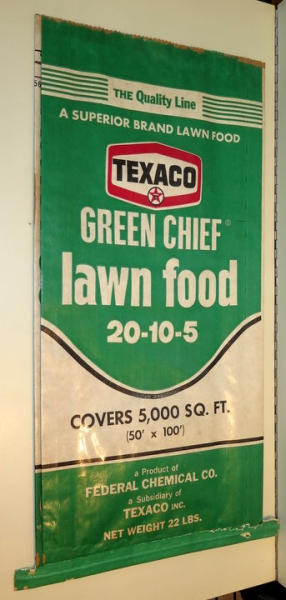 THE Quality Line
A SUPERIOR BRAND LAWN FOOD
TEXACO
T
GREEN CHIEF®
lawn food
20-10-5
COVERS 5,000 SQ. FT.
(50' x 100')
a Product of
FEDERAL CHEMICAL CO.
a Subsidiary of
TEXACO INC.
NET WEIGHT 22 LBS.